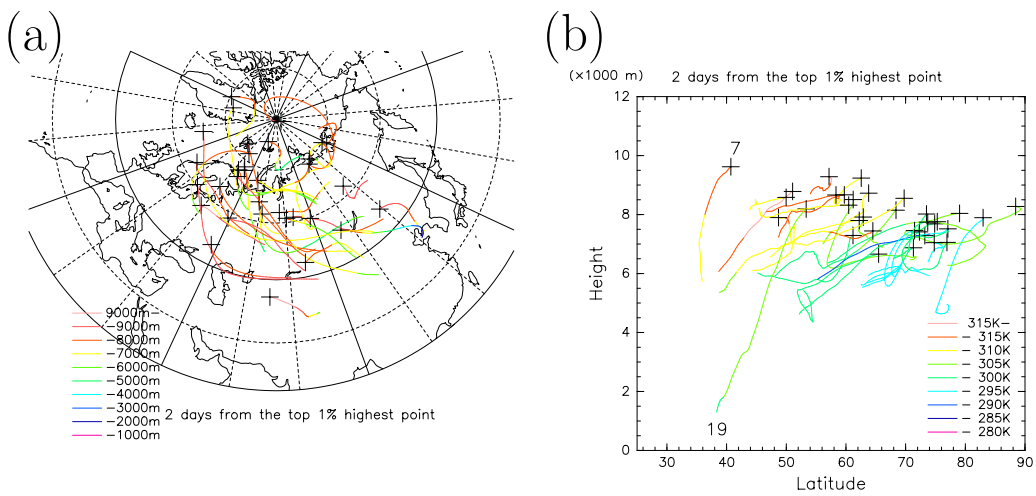 (a)
9000m-
-9000m
-8000m
-7000m
-6000m
-5000m
-4000m
-3000m
-2000m
-1000m
2 days from the top 1% highest point
(b)
(×1000 m)
2 days from the top 1% highest point
12
10
8
6
4
2
0
Height
7
19
315K-
- 315K
- 310K
- 305K
- 300K
- 295K
- 290K
- 285K
- 280K
30 40 50 60 70 80 90
Latitude